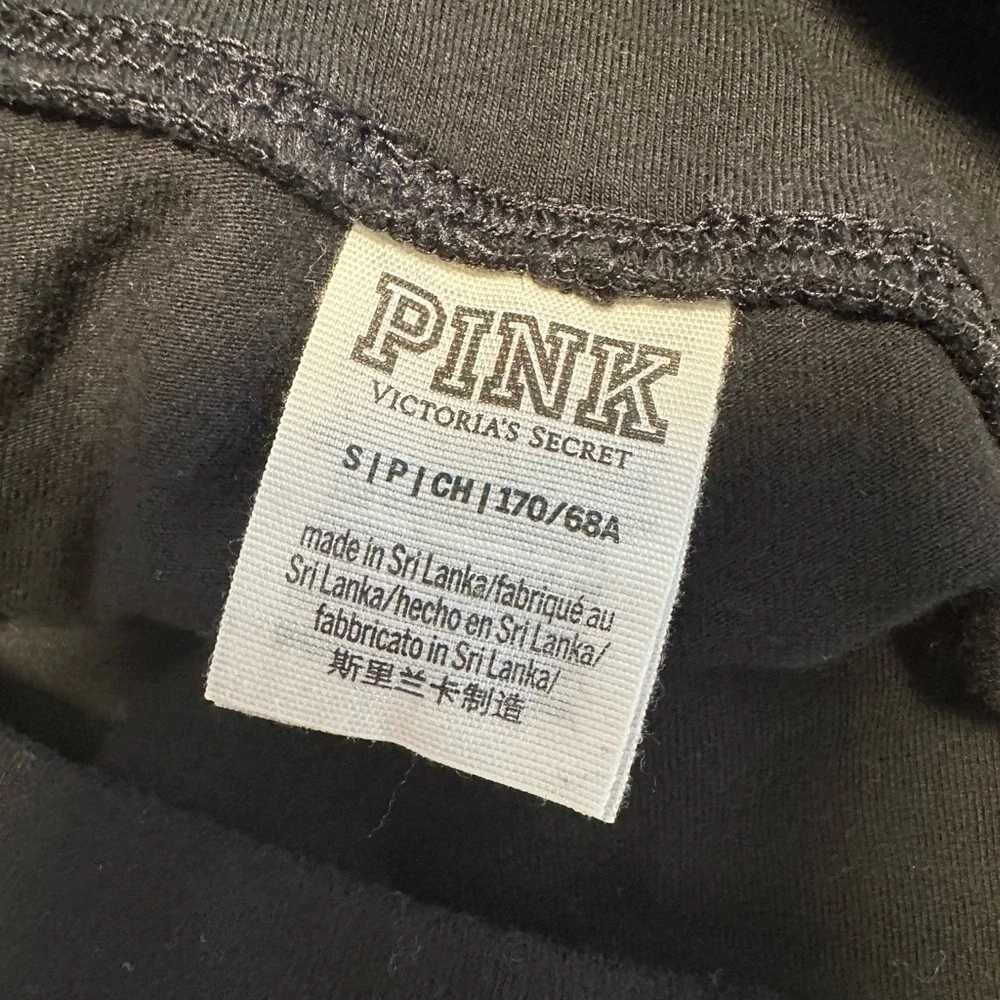 PINK
VICTORIA'S SECRET
S | P | CH | 170/68A
made in Sri Lanka/fabriqué au
Sri Lanka/hecho en Sri Lanka/
fabbricato in Sri Lanka/
斯里兰卡制造